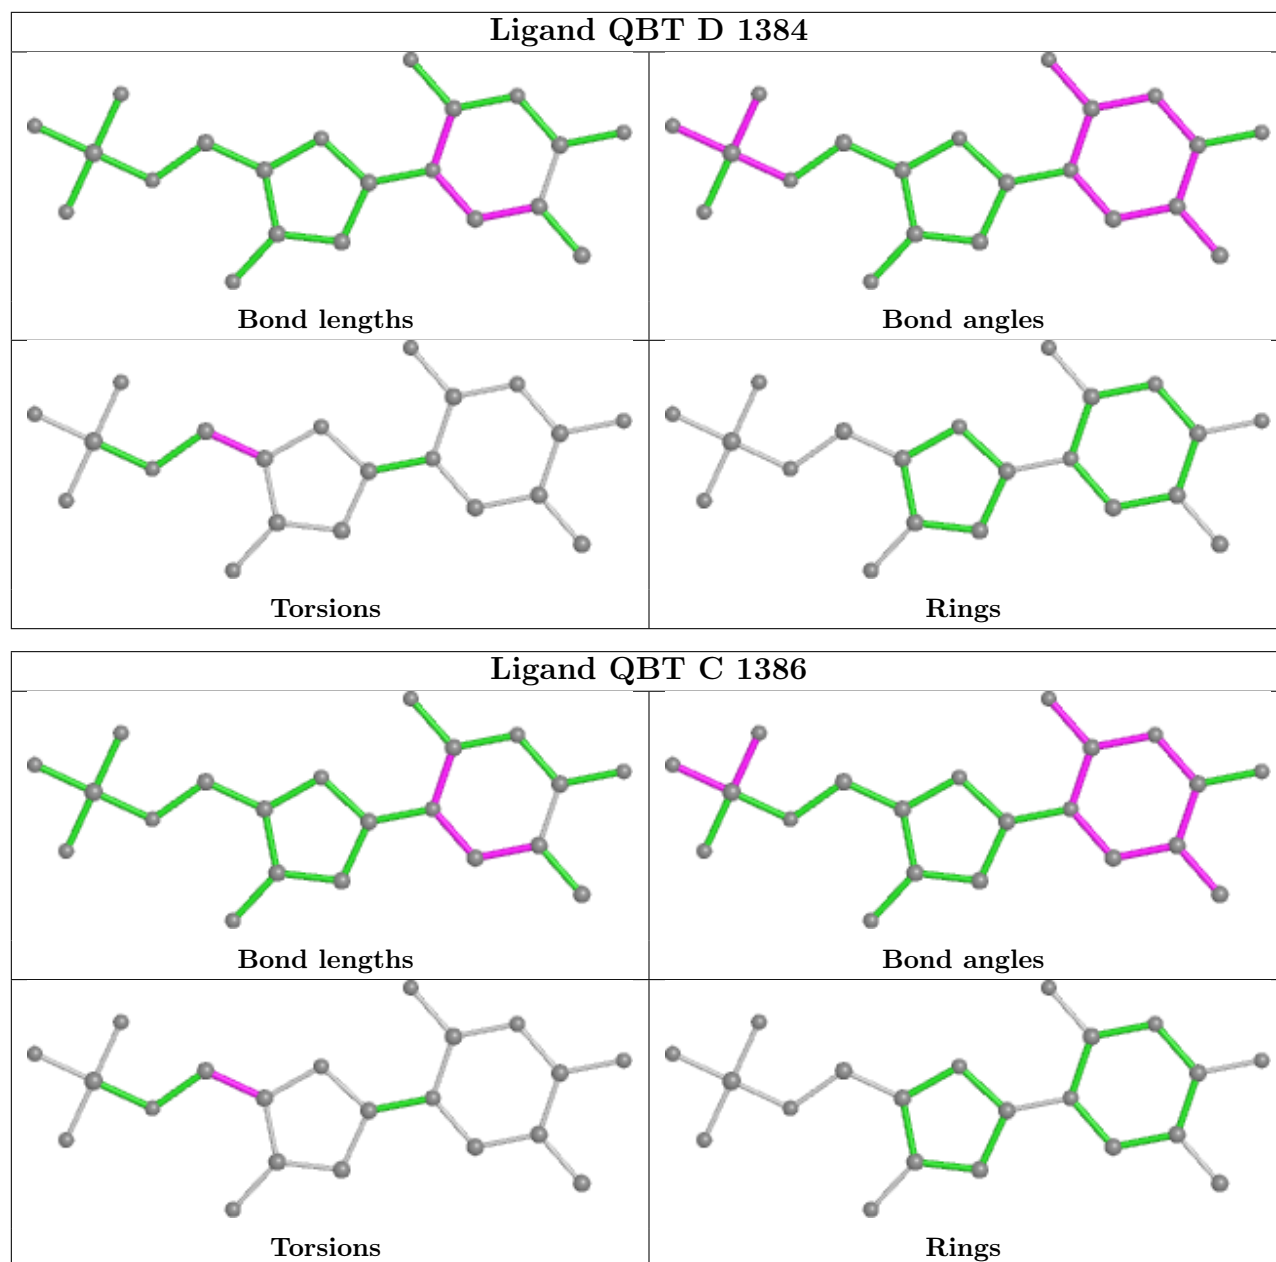 Ligand QBT D 1384
Bond lengths
Bond angles
Torsions
Rings
Ligand QBT C 1386
Bond lengths
Bond angles
Torsions
Rings